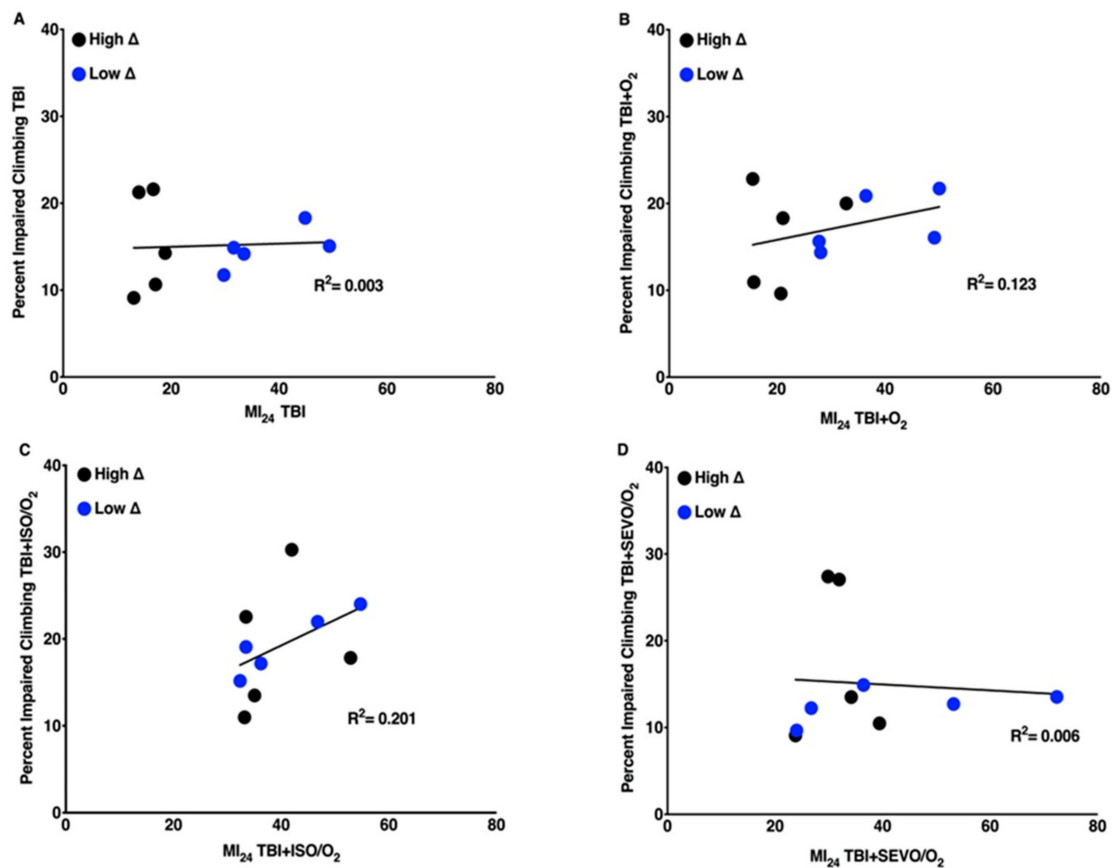 A
High Δ
Low Δ
Percent Impaired Climbing TBI
40
30
20
10
0
R²= 0.003
0 20 40 60 80
MI₂₄ TBI
B
High Δ
Low Δ
Percent Impaired Climbing TBI+O₂
40
30
20
10
0
R²= 0.123
0 20 40 60 80
MI₂₄ TBI+O₂
C
High Δ
Low Δ
Percent Impaired Climbing TBI+ISO/O₂
40
30
20
10
0
R²= 0.201
0 20 40 60 80
MI₂₄ TBI+ISO/O₂
D
High Δ
Low Δ
Percent Impaired Climbing TBI+SEVO/O₂
40
30
20
10
0
R²= 0.006
0 20 40 60 80
MI₂₄ TBI+SEVO/O₂